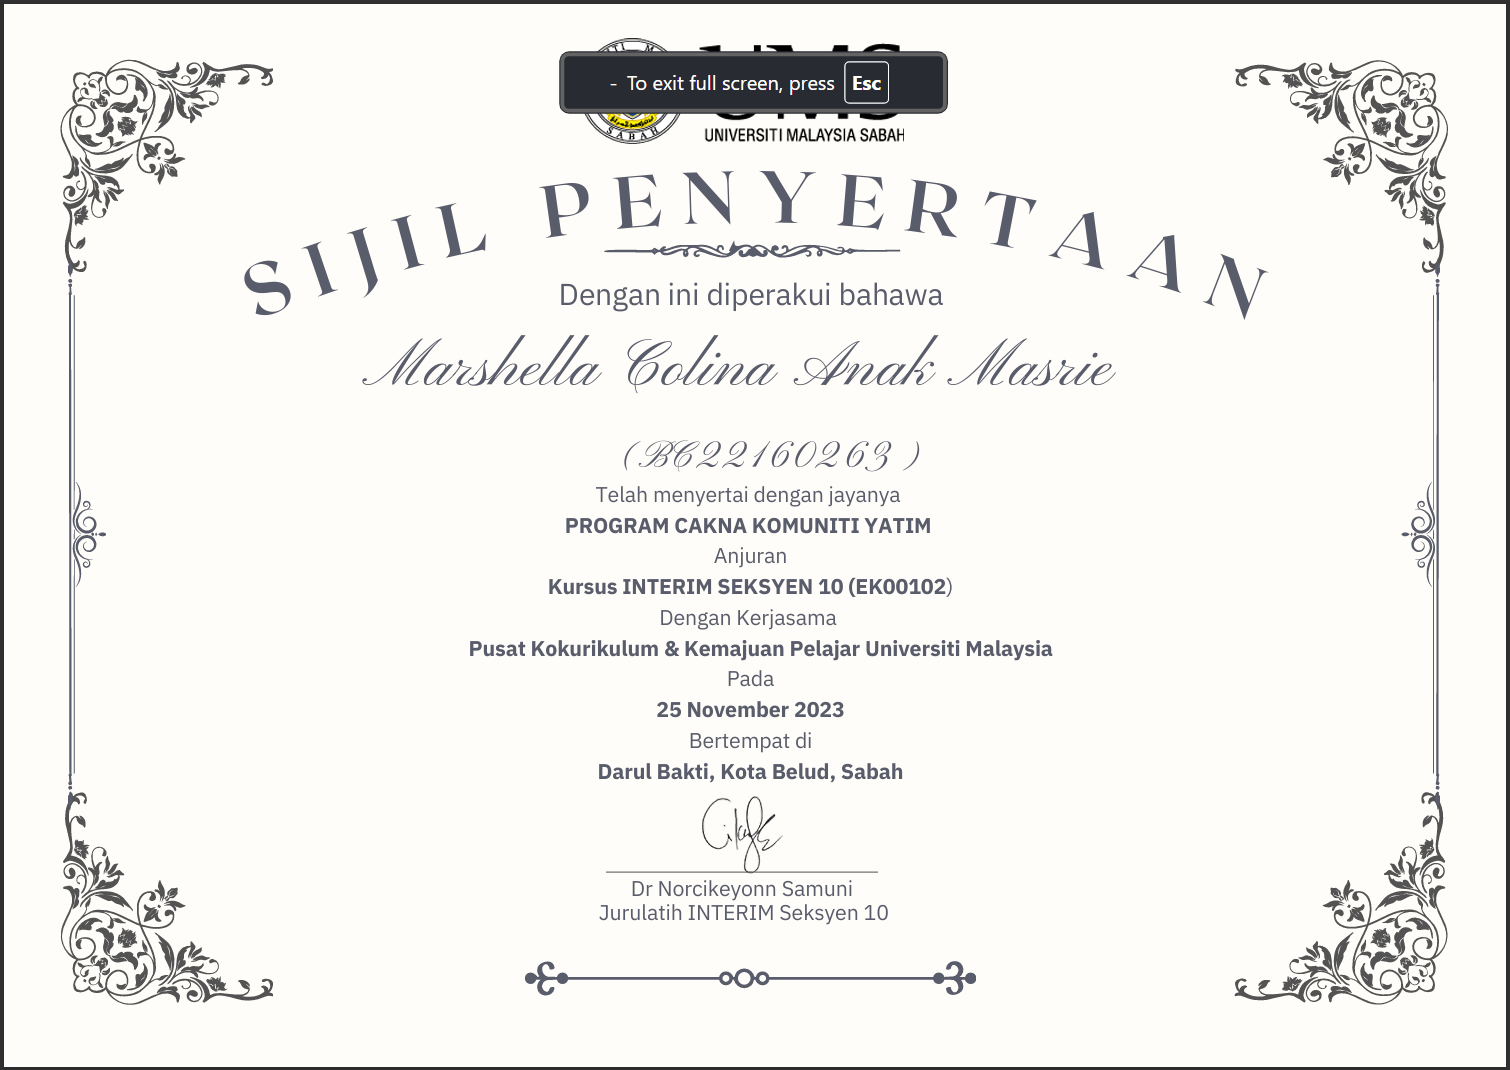 UMS
- To exit full screen, press Esc
SABAH
UNIVERSITI MALAYSIA SABAH
SIJIL PENYERTAAN
Dengan ini diperakui bahawa
Marshella Colina Anak Masrie
(BC22160263 )
Telah menyertai dengan jayanya
PROGRAM CAKNA KOMUNITI YATIM
Anjuran
Kursus INTERIM SEKSYEN 10 (EK00102)
Dengan Kerjasama
Pusat Kokurikulum & Kemajuan Pelajar Universiti Malaysia
Pada
25 November 2023
Bertempat di
Darul Bakti, Kota Belud, Sabah
Dr Norcikeyonn Samuni
Jurulatih INTERIM Seksyen 10